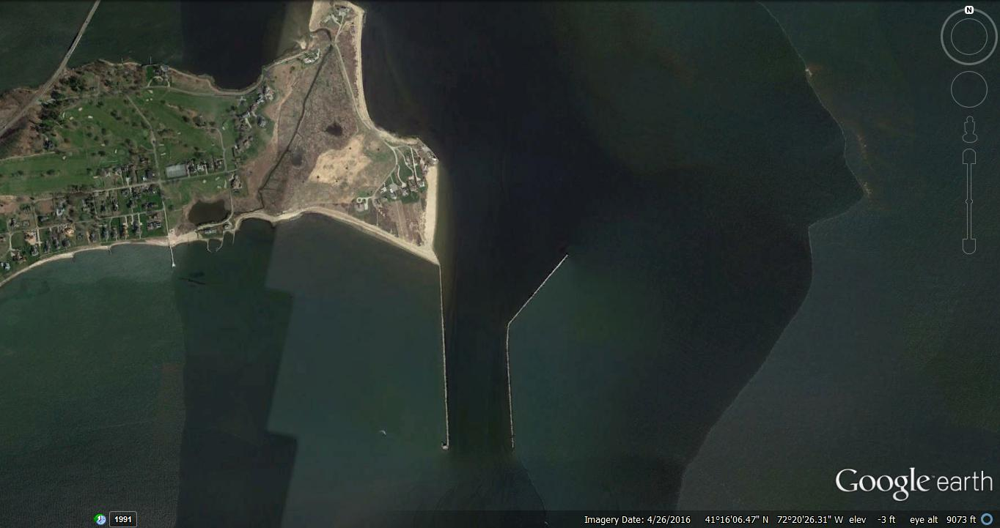 N
Google earth
1991
Imagery Date: 4/26/2016 41°16'06.47" N 72°20'26.31" W elev -3 ft eye alt 9073 ft